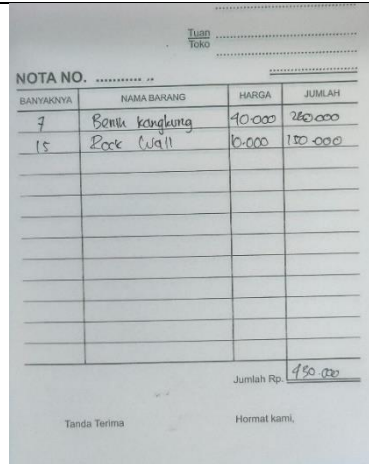 Tuan
Toko
NOTA NO. ...........
BANYAKNYA NAMA BARANG HARGA JUMLAH
7 Benih kangkung 40.000 280.000
15 Rock Wall 10.000 150.000
Jumlah Rp. 430.000
Tanda Terima Hormat kami,